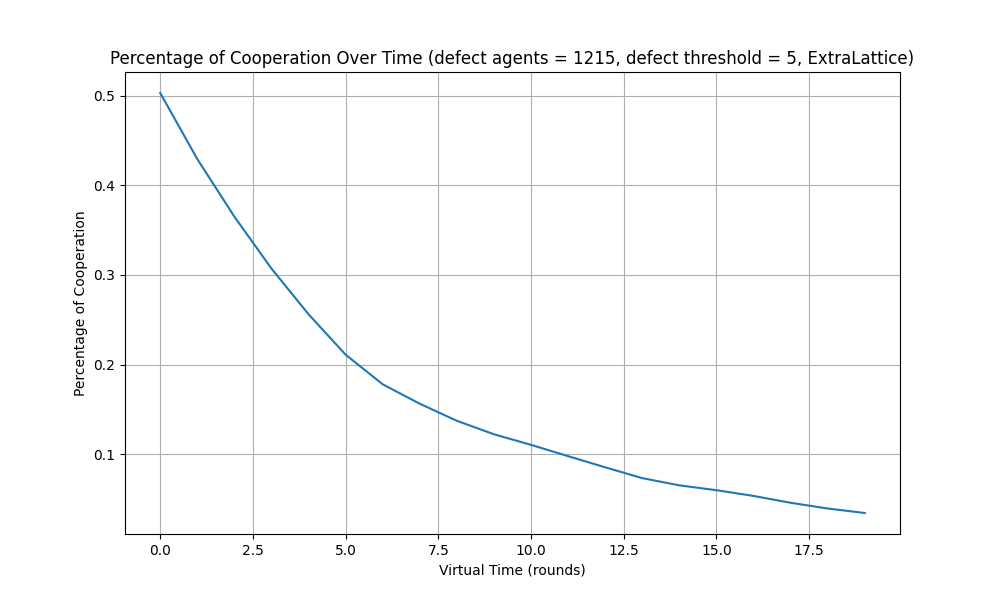 Percentage of Cooperation Over Time (defect agents = 1215, defect threshold = 5, ExtraLattice)
0.5
0.4
0.3
0.2
0.1
Percentage of Cooperation
0.0 2.5 5.0 7.5 10.0 12.5 15.0 17.5
Virtual Time (rounds)